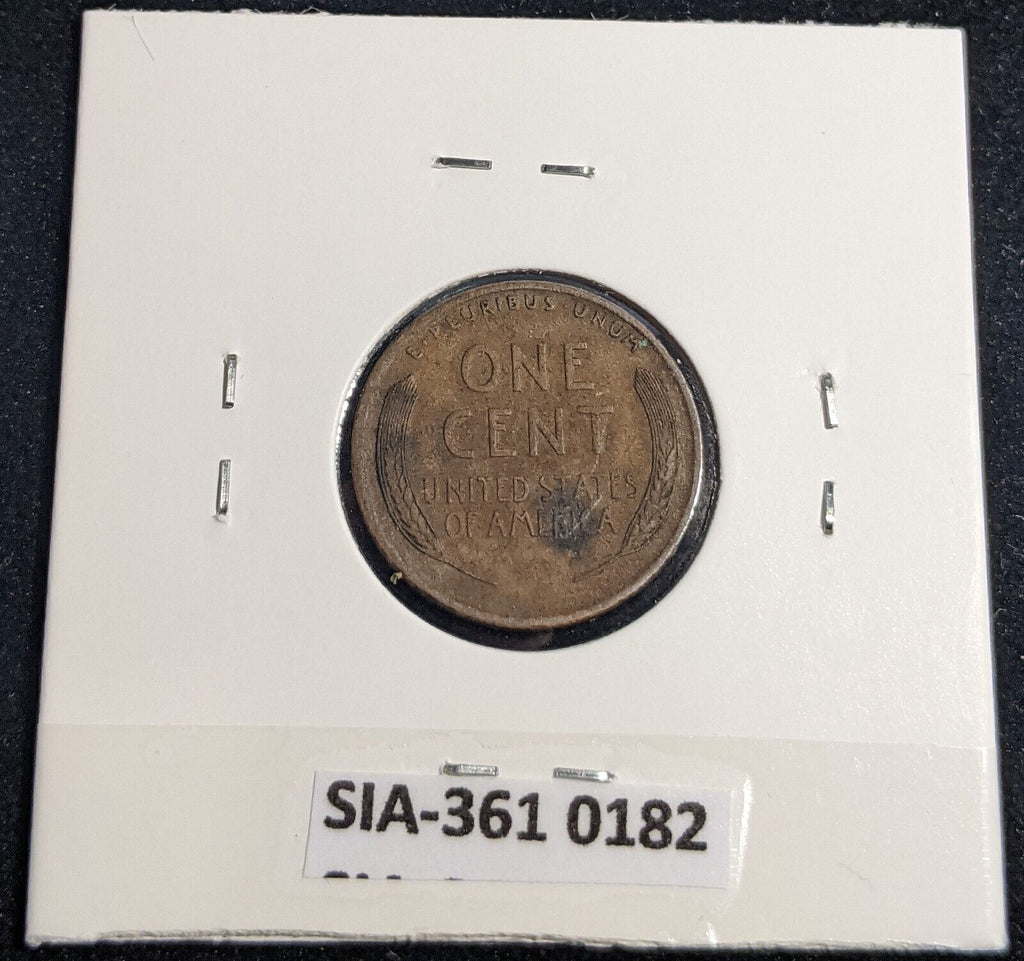 E·PLURIBUS·UNUM
ONE
CENT
UNITED STATES
OF AMERICA
SIA-361 0182